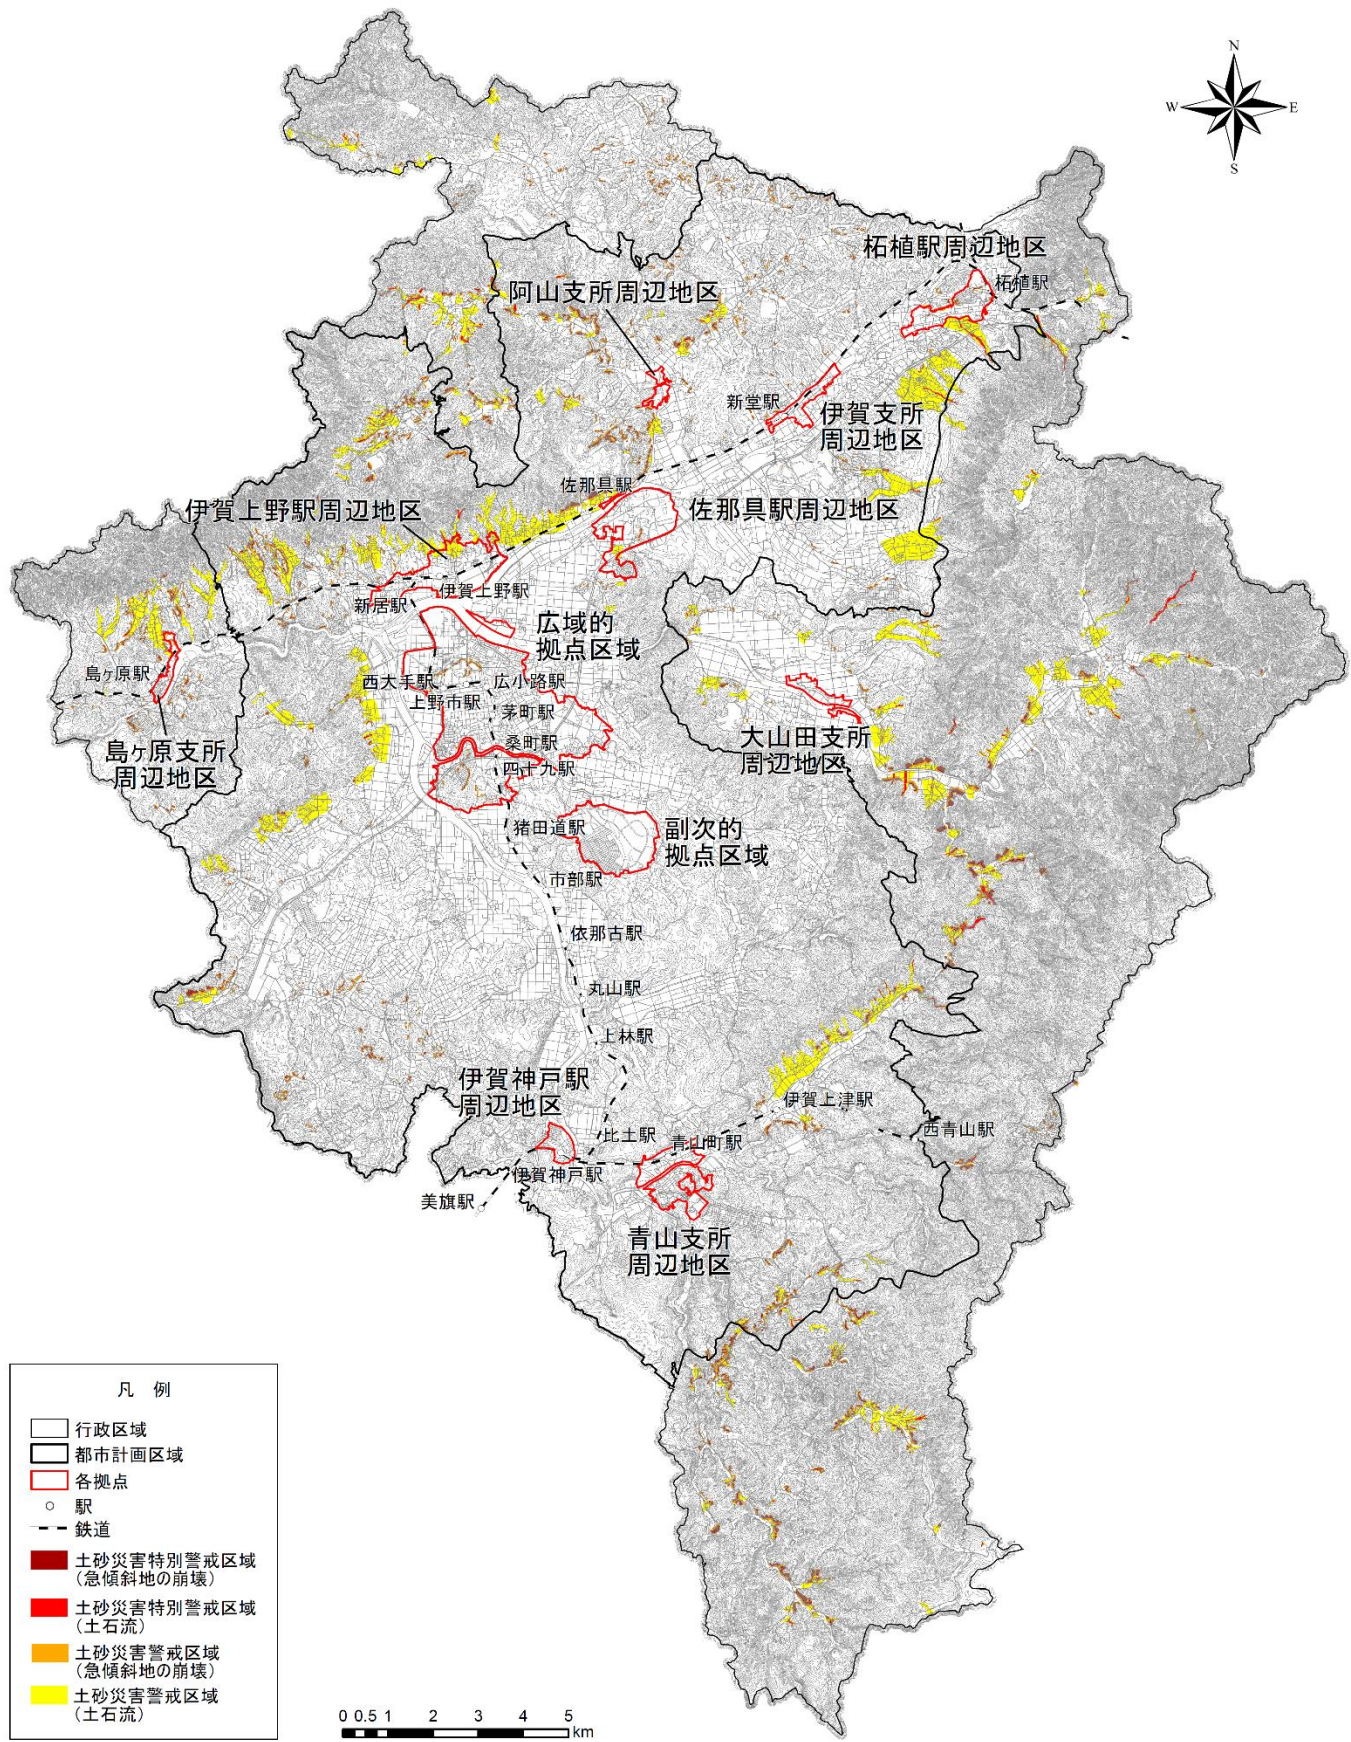 N
W
E
S
柘植駅周辺地区
柘植駅
阿山支所周辺地区
新堂駅
伊賀支所
周辺地区
佐那具駅
佐那具駅周辺地区
伊賀上野駅周辺地区
伊賀上野駅
新居駅
広域的
拠点区域
島ヶ原駅
西大手駅
広小路駅
上野市駅
茅町駅
桑町駅
四十九駅
島ヶ原支所
周辺地区
大山田支所
周辺地区
猪田道駅
副次的
拠点区域
市部駅
依那古駅
丸山駅
上林駅
伊賀神戸駅
周辺地区
伊賀上津駅
比土駅
青山町駅
西青山駅
伊賀神戸駅
美旗駅
青山支所
周辺地区
凡 例
行政区域
都市計画区域
各拠点
駅
鉄道
土砂災害特別警戒区域
(急傾斜地の崩壊)
土砂災害特別警戒区域
(土石流)
土砂災害警戒区域
(急傾斜地の崩壊)
土砂災害警戒区域
(土石流)
0 0.5 1 2 3 4 5
km